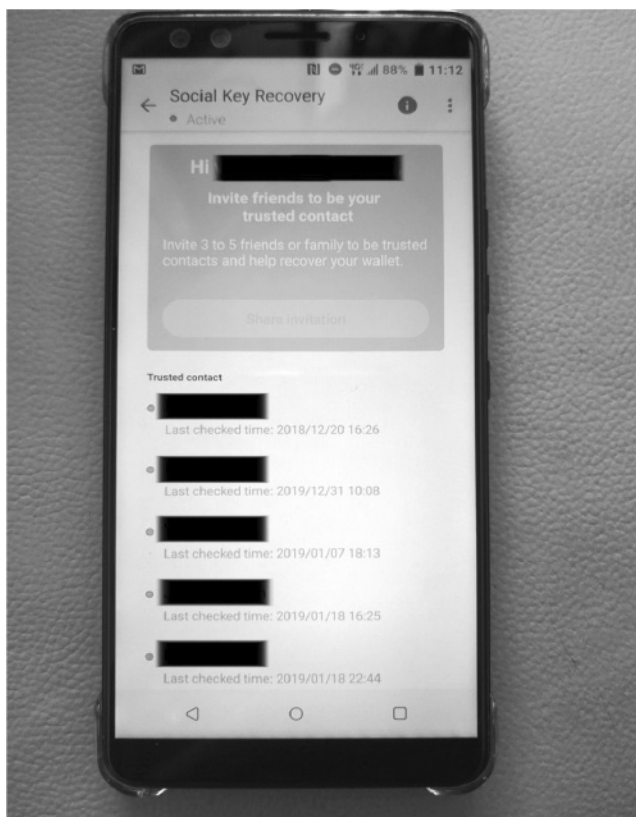 88% 11:12
Social Key Recovery
Active
Hi
Invite friends to be your
trusted contact
Invite 3 to 5 friends or family to be trusted
contacts and help recover your wallet.
Share Invitation
Trusted contact
Last checked time: 2018/12/20 16:26
Last checked time: 2019/12/31 10:08
Last checked time: 2019/01/07 18:13
Last checked time: 2019/01/18 16:25
Last checked time: 2019/01/18 22:44